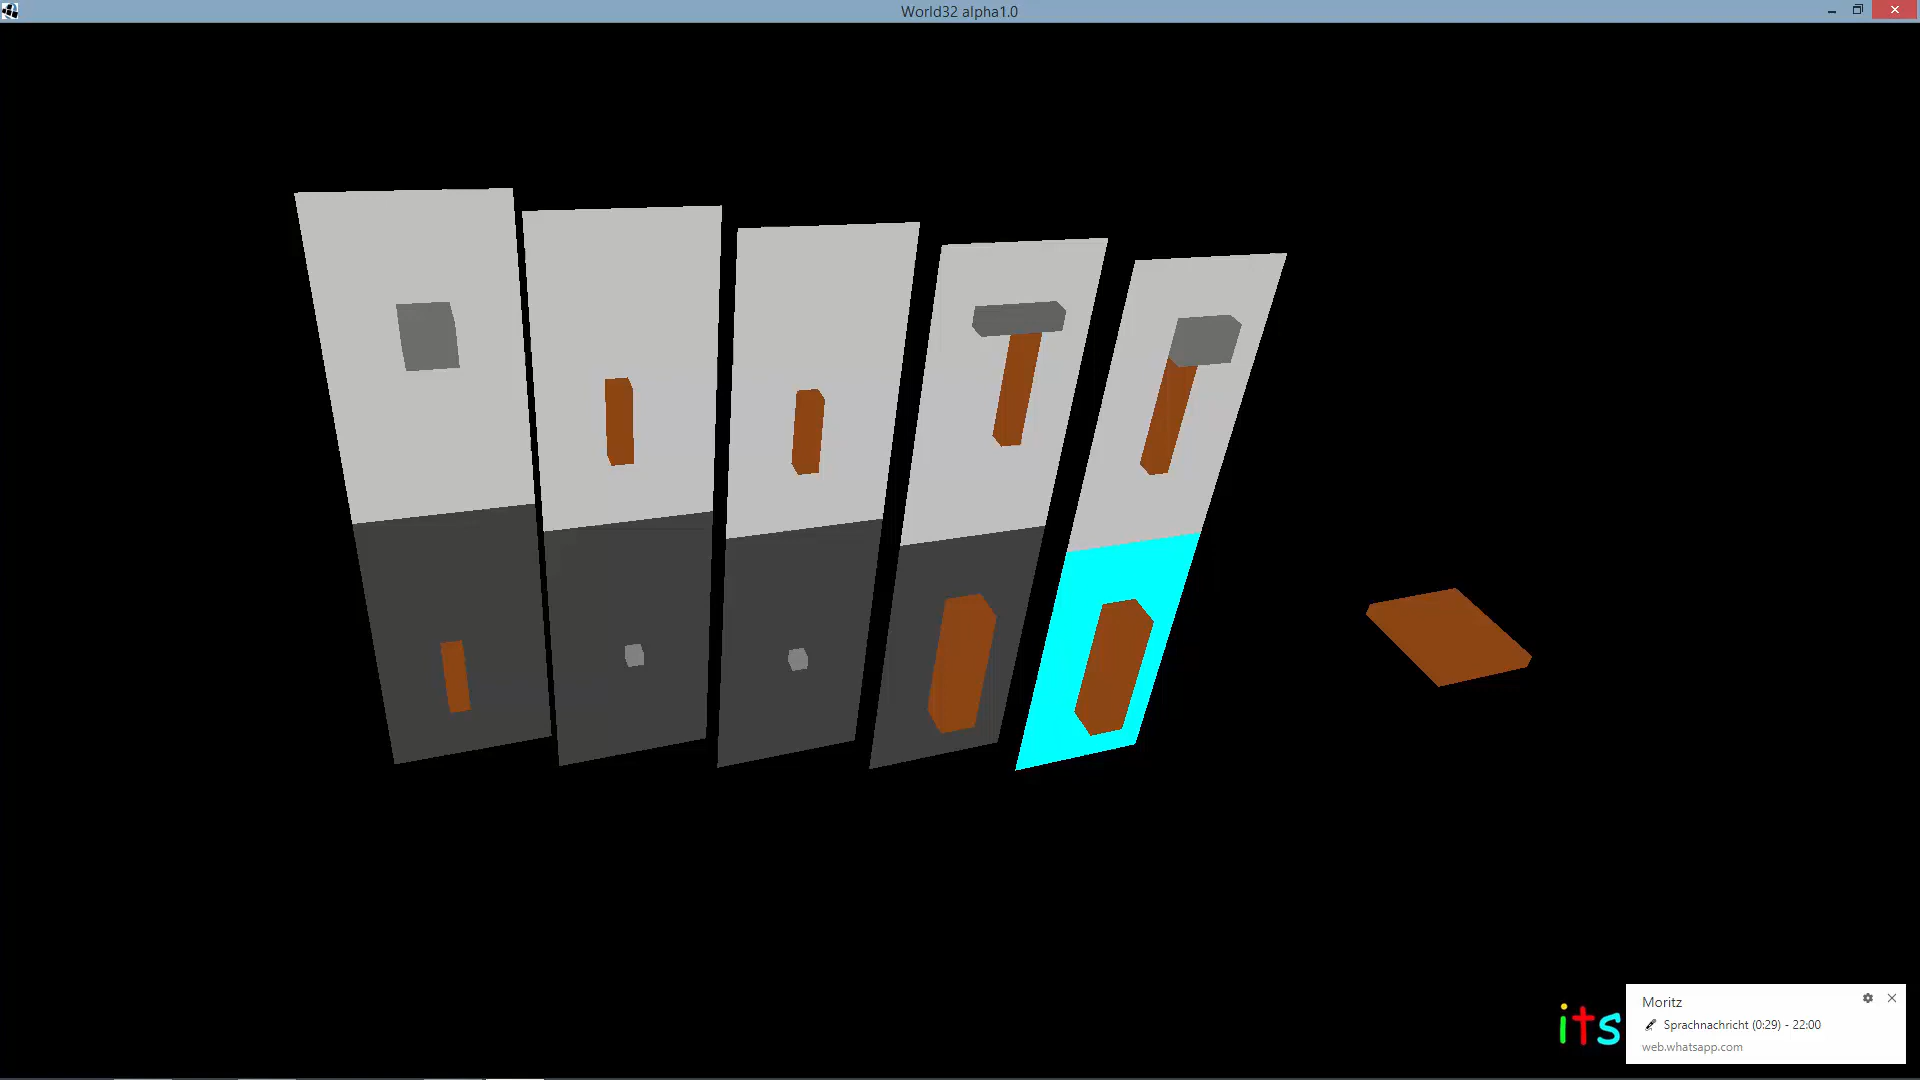 World32 alpha1.0
its
Moritz
Sprachnachricht (0:29) - 22:00
web.whatsapp.com